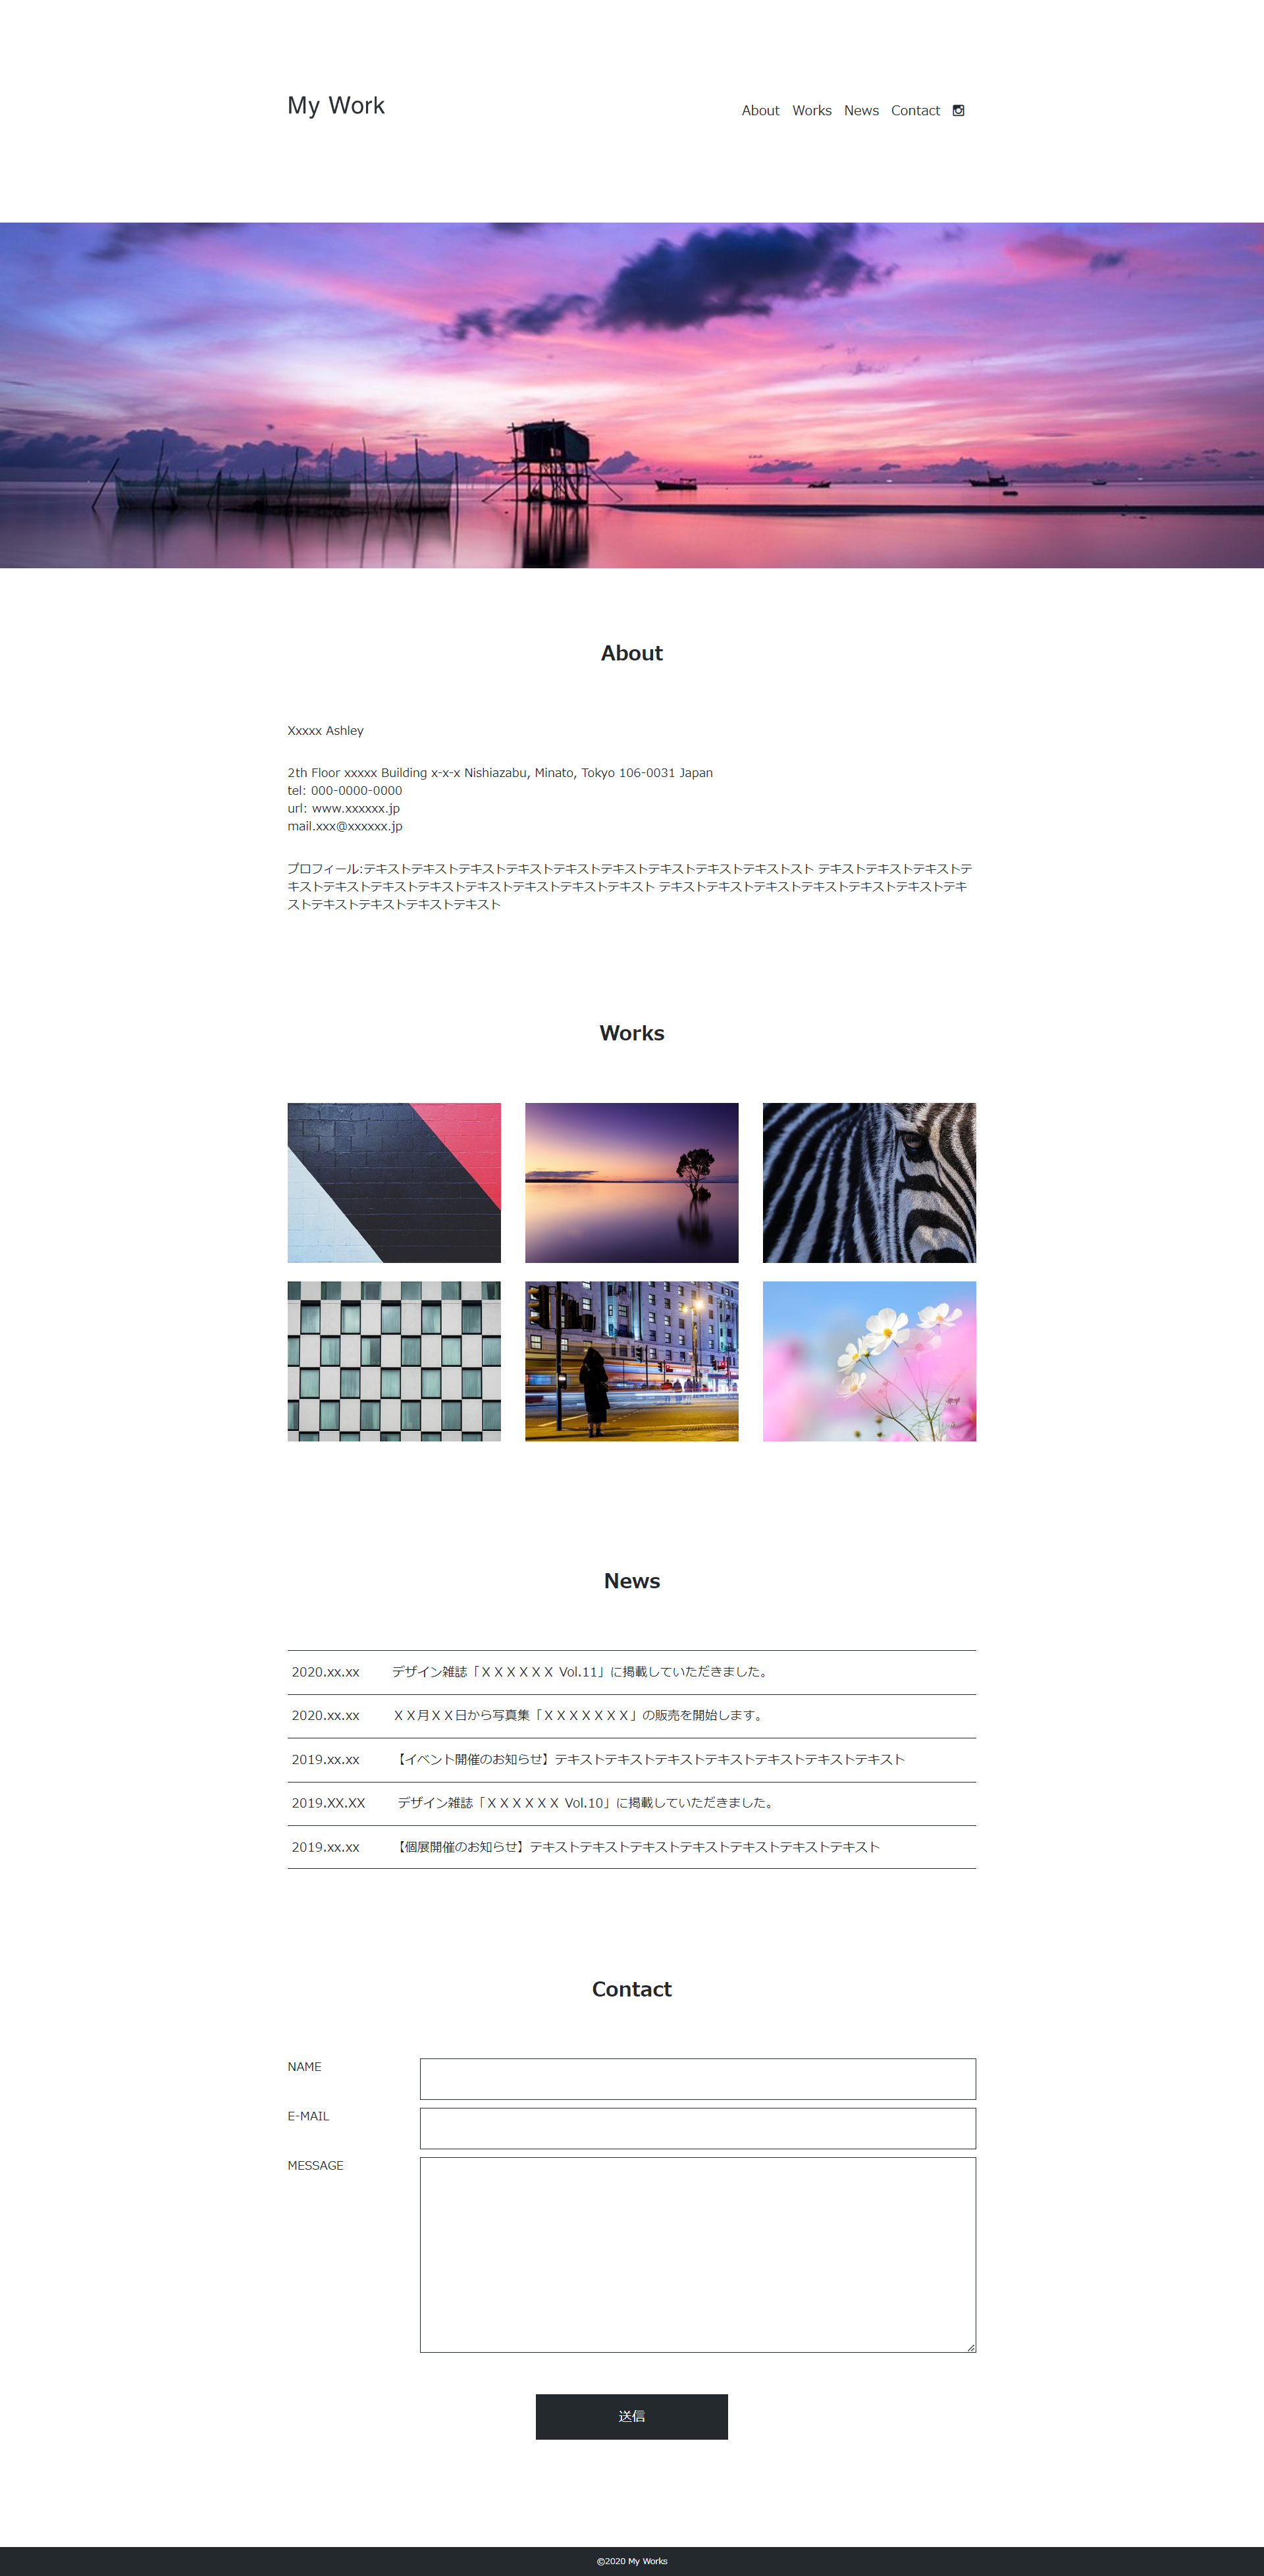 My Work
About Works News Contact
About
Xxxxx Ashley
2th Floor xxxxx Building x-x-x Nishiazabu, Minato, Tokyo 106-0031 Japan
tel: 000-0000-0000
url: www.xxxxxx.jp
mail.xxx@xxxxxx.jp
プロフィール:テキストテキストテキストテキストテキストテキストテキストテキストテキストスト テキストテキストテキストテ
キストテキストテキストテキストテキストテキストテキストテキスト テキストテキストテキストテキストテキストテキストテキ
ストテキストテキストテキストテキスト
Works
News
2020.xx.xx デザイン雑誌「ＸＸＸＸＸＸ Vol.11」に掲載していただきました。
2020.xx.xx ＸＸ月ＸＸ日から写真集「ＸＸＸＸＸＸＸ」の販売を開始します。
2019.xx.xx 【イベント開催のお知らせ】テキストテキストテキストテキストテキストテキストテキスト
2019.XX.XX デザイン雑誌「ＸＸＸＸＸＸ Vol.10」に掲載していただきました。
2019.xx.xx 【個展開催のお知らせ】テキストテキストテキストテキストテキストテキストテキスト
Contact
NAME
E-MAIL
MESSAGE
送信
©2020 My Works